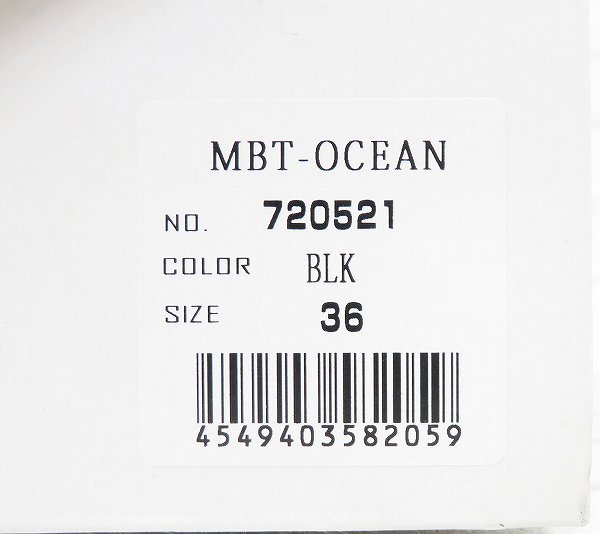 MBT-OCEAN
NO. 720521
COLOR BLK
SIZE 36
4549403582059